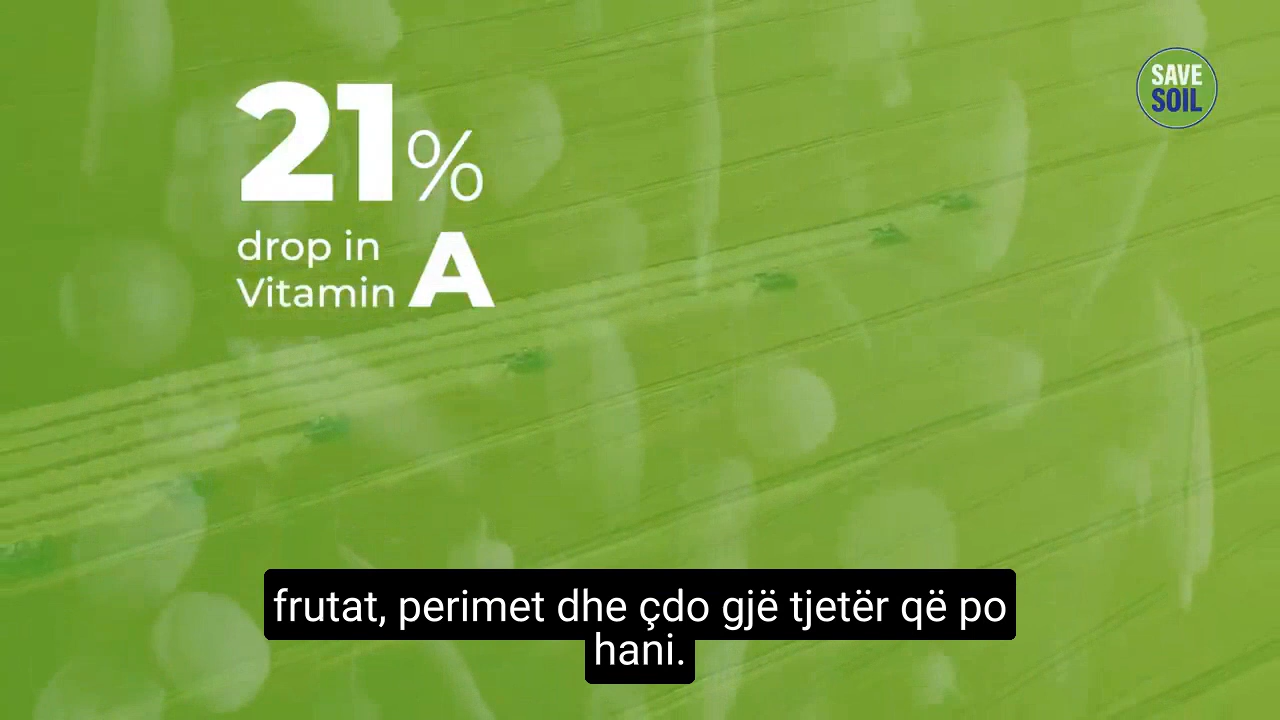 21%
drop in
Vitamin A
SAVE
SOIL
frutat, perimet dhe çdo gjë tjetër që po
hani.